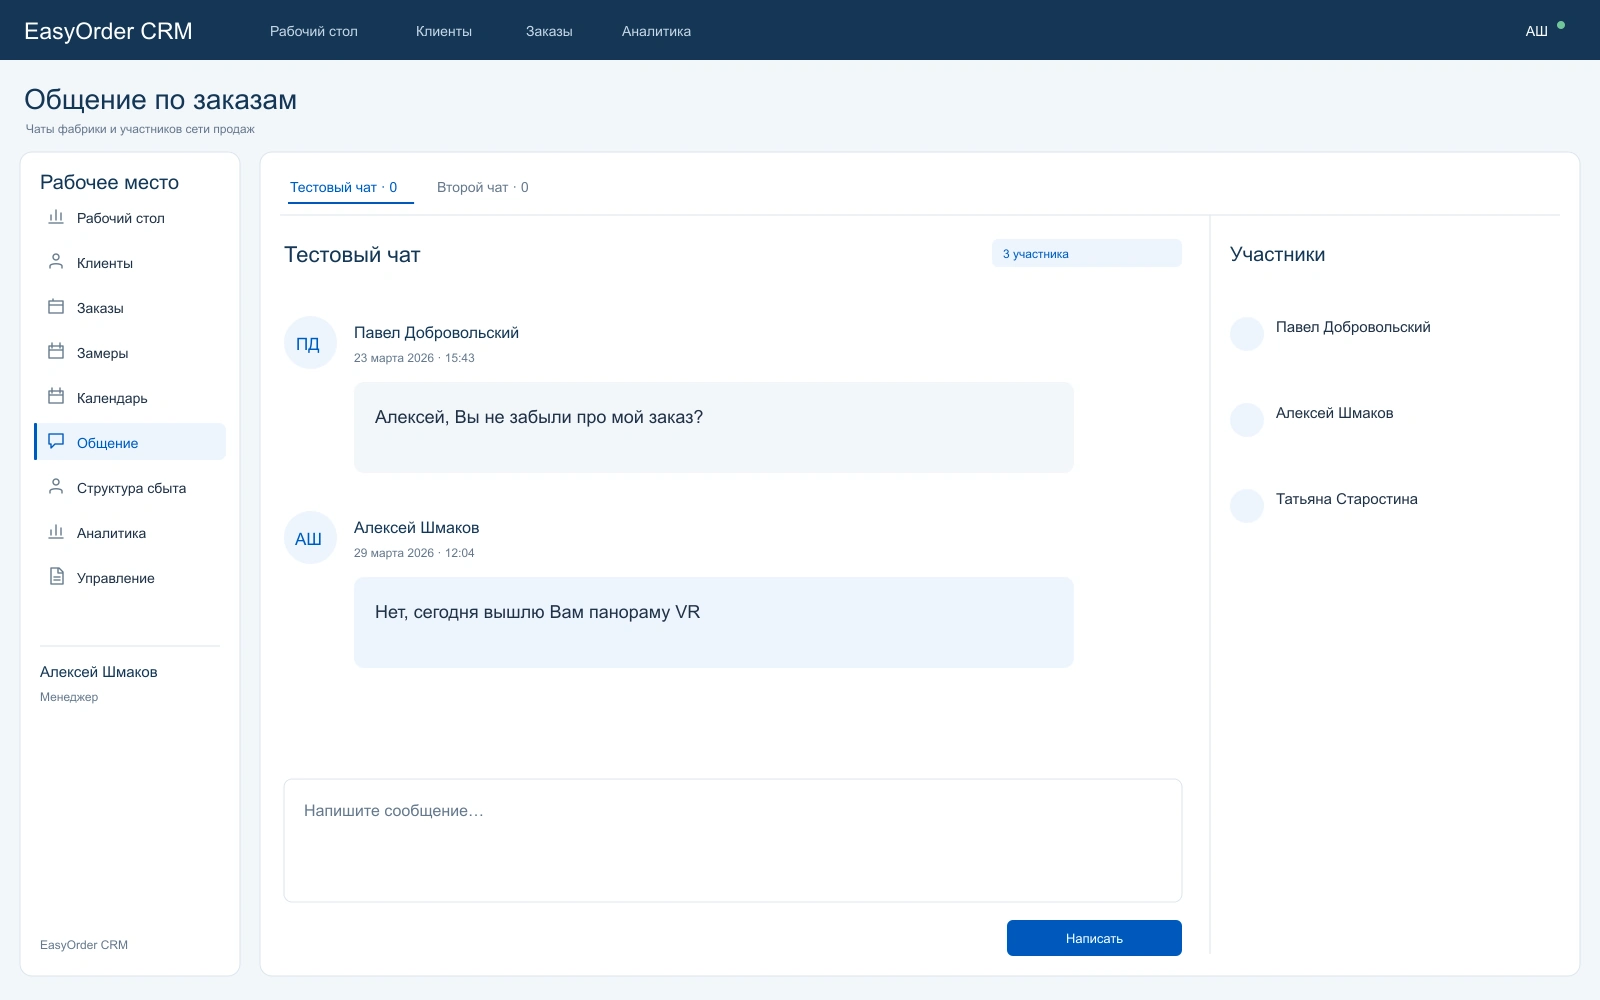 EasyOrder CRM
Рабочий стол
Клиенты
Заказы
Аналитика
АШ
Общение по заказам
Чаты фабрики и участников сети продаж
Рабочее место
Рабочий стол
Клиенты
Заказы
Замеры
Календарь
Общение
Структура сбыта
Аналитика
Управление
Алексей Шмаков
Менеджер
EasyOrder CRM
Тестовый чат · 0
Второй чат · 0
Тестовый чат
3 участника
ПД
Павел Добровольский
23 марта 2026 · 15:43
Алексей, Вы не забыли про мой заказ?
АШ
Алексей Шмаков
29 марта 2026 · 12:04
Нет, сегодня вышлю Вам панораму VR
Напишите сообщение…
Написать
Участники
Павел Добровольский
Алексей Шмаков
Татьяна Старостина